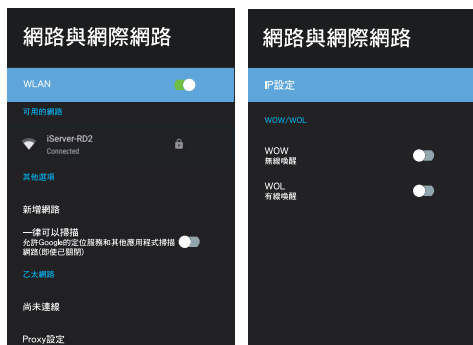 網路與網際網路
WLAN
可用的網路
iServer-RD2
Connected
其他選項
新增網路
一律可以掃描
允許Google的定位服務和其他應用程式掃描
網路(即使已關閉)
乙太網路
尚未連線
Proxy設定
網路與網際網路
IP設定
WOW/WOL
WOW
無線喚醒
WOL
有線喚醒